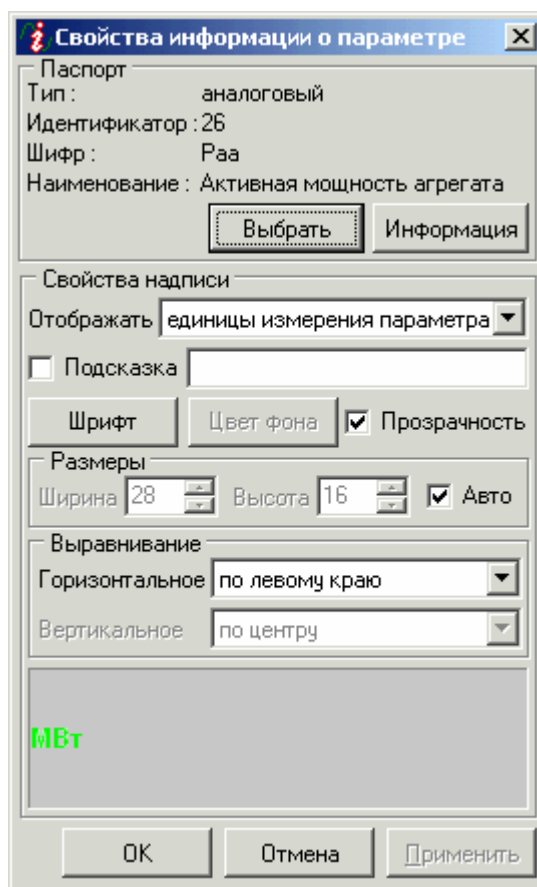 Свойства информации о параметре
Паспорт
Тип : аналоговый
Идентификатор : 26
Шифр : Раа
Наименование : Активная мощность агрегата
Выбрать Информация
Свойства надписи
Отображать единицы измерения параметра
Подсказка
Шрифт Цвет фона Прозрачность
Размеры
Ширина 28 Высота 16 Авто
Выравнивание
Горизонтальное по левому краю
Вертикальное по центру
МВт
OK Отмена Применить